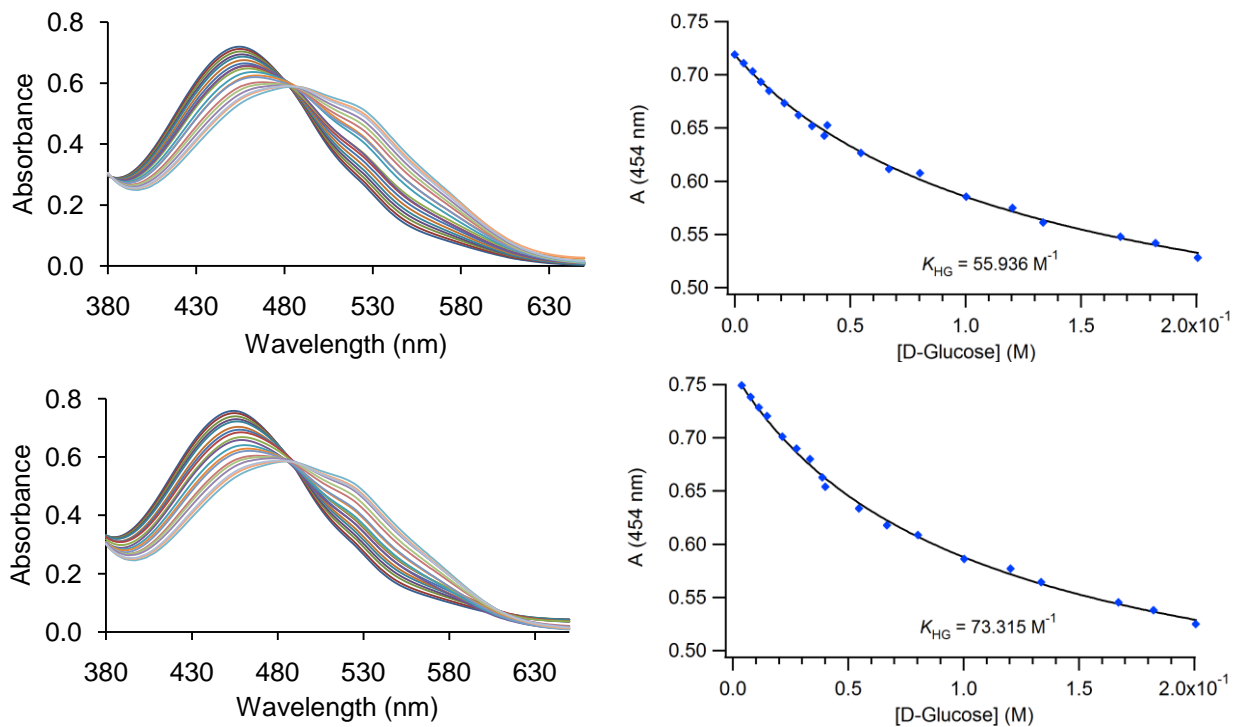 0.8
0.6
0.4
0.2
0.0
Absorbance
380 430 480 530 580 630
Wavelength (nm)
0.75
0.70
0.65
0.60
0.55
0.50
A (454 nm)
K_HG = 55.936 M⁻¹
0.0 0.5 1.0 1.5 2.0x10⁻¹
[D-Glucose] (M)
0.8
0.6
0.4
0.2
0.0
Absorbance
380 430 480 530 580 630
Wavelength (nm)
0.75
0.70
0.65
0.60
0.55
0.50
A (454 nm)
K_HG = 73.315 M⁻¹
0.0 0.5 1.0 1.5 2.0x10⁻¹
[D-Glucose] (M)